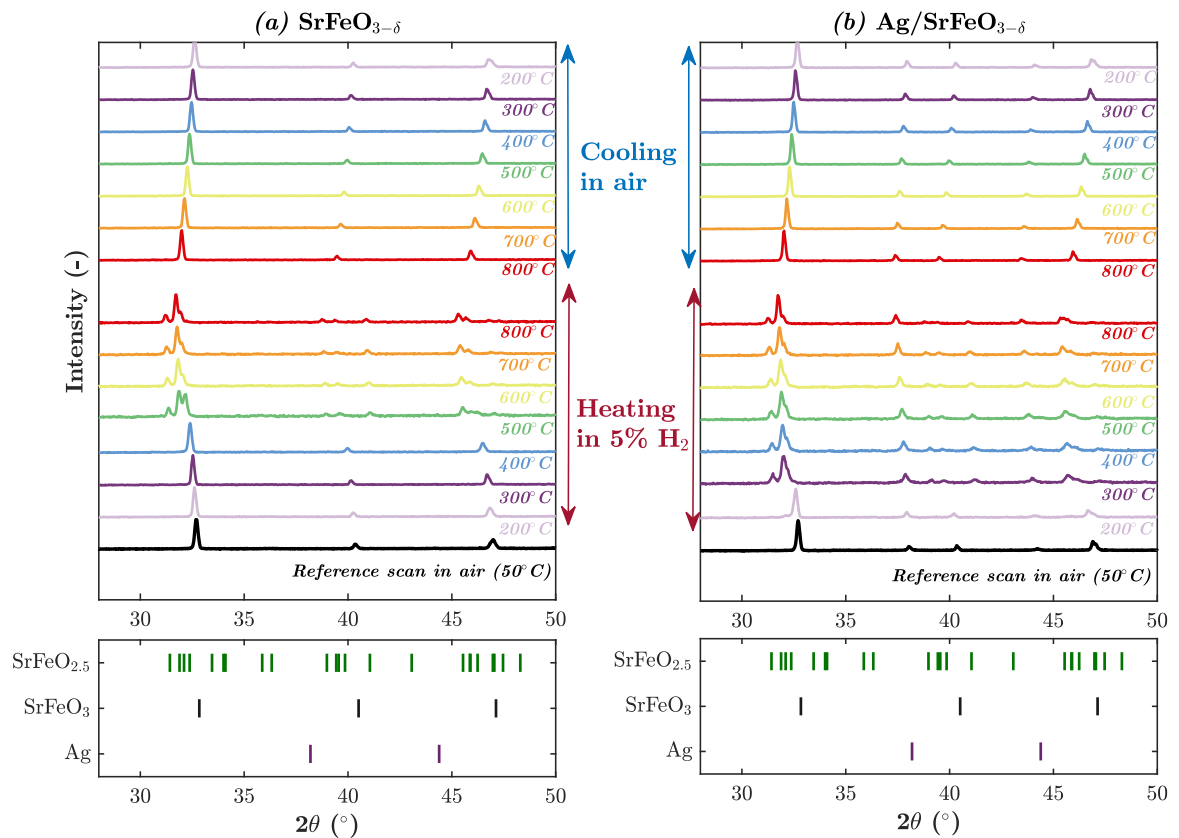 (a) SrFeO₃₋δ
200°C
300°C
400°C
500°C
600°C
700°C
800°C
800°C
700°C
600°C
500°C
400°C
300°C
200°C
Reference scan in air (50°C)
Intensity (-)
30 35 40 45 50
Cooling
in air
Heating
in 5% H₂
(b) Ag/SrFeO₃₋δ
200°C
300°C
400°C
500°C
600°C
700°C
800°C
800°C
700°C
600°C
500°C
400°C
300°C
200°C
Reference scan in air (50°C)
30 35 40 45 50
SrFeO₂.₅
SrFeO₃
Ag
30 35 40 45 50
2θ (°)
SrFeO₂.₅
SrFeO₃
Ag
30 35 40 45 50
2θ (°)